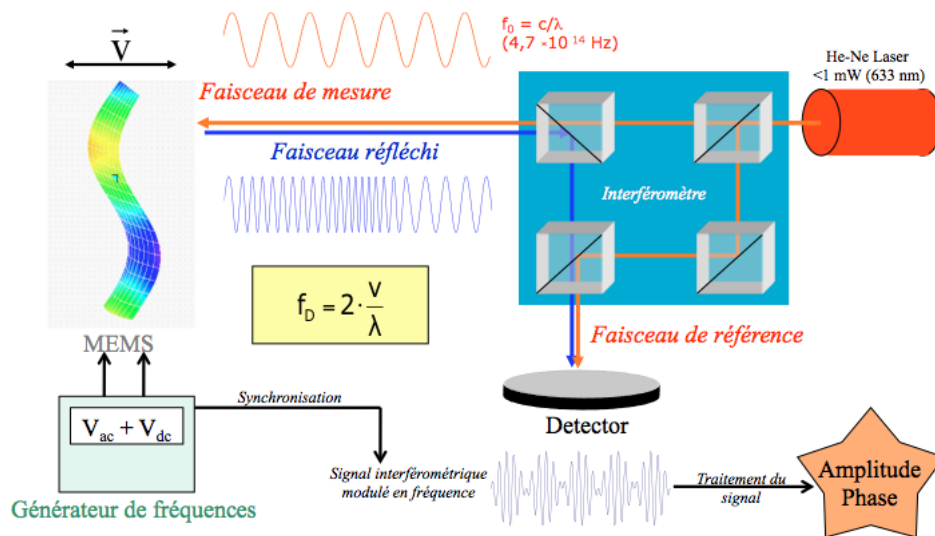 f₀ = c/λ
(4,7 ·10 ¹⁴ Hz)
He-Ne Laser
<1 mW (633 nm)
V⃗
Faisceau de mesure
Faisceau réfléchi
Interféromètre
f_D = 2 · v/λ
Faisceau de référence
MEMS
Synchronisation
V_ac + V_dc
Detector
Signal interférométrique
modulé en fréquence
Traitement du
signal
Amplitude
Phase
Générateur de fréquences